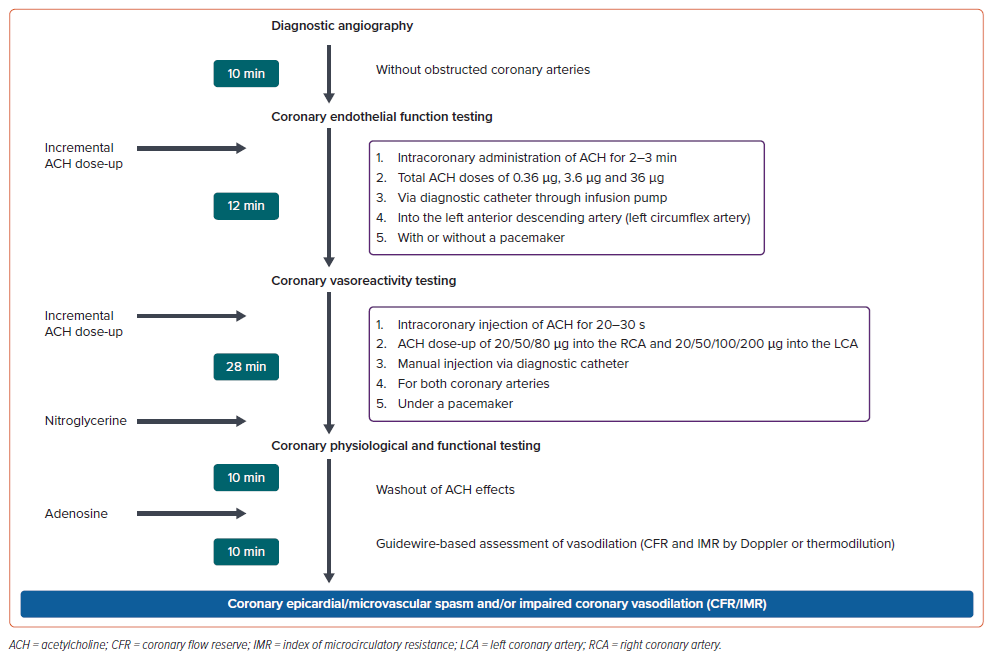 Diagnostic angiography
10 min
Without obstructed coronary arteries
Coronary endothelial function testing
Incremental
ACH dose-up
1. Intracoronary administration of ACH for 2–3 min
2. Total ACH doses of 0.36 µg, 3.6 µg and 36 µg
3. Via diagnostic catheter through infusion pump
4. Into the left anterior descending artery (left circumflex artery)
5. With or without a pacemaker
12 min
Coronary vasoreactivity testing
Incremental
ACH dose-up
1. Intracoronary injection of ACH for 20–30 s
2. ACH dose-up of 20/50/80 µg into the RCA and 20/50/100/200 µg into the LCA
3. Manual injection via diagnostic catheter
4. For both coronary arteries
5. Under a pacemaker
28 min
Nitroglycerine
Coronary physiological and functional testing
10 min
Washout of ACH effects
Adenosine
10 min
Guidewire-based assessment of vasodilation (CFR and IMR by Doppler or thermodilution)
Coronary epicardial/microvascular spasm and/or impaired coronary vasodilation (CFR/IMR)
ACH = acetylcholine; CFR = coronary flow reserve; IMR = index of microcirculatory resistance; LCA = left coronary artery; RCA = right coronary artery.